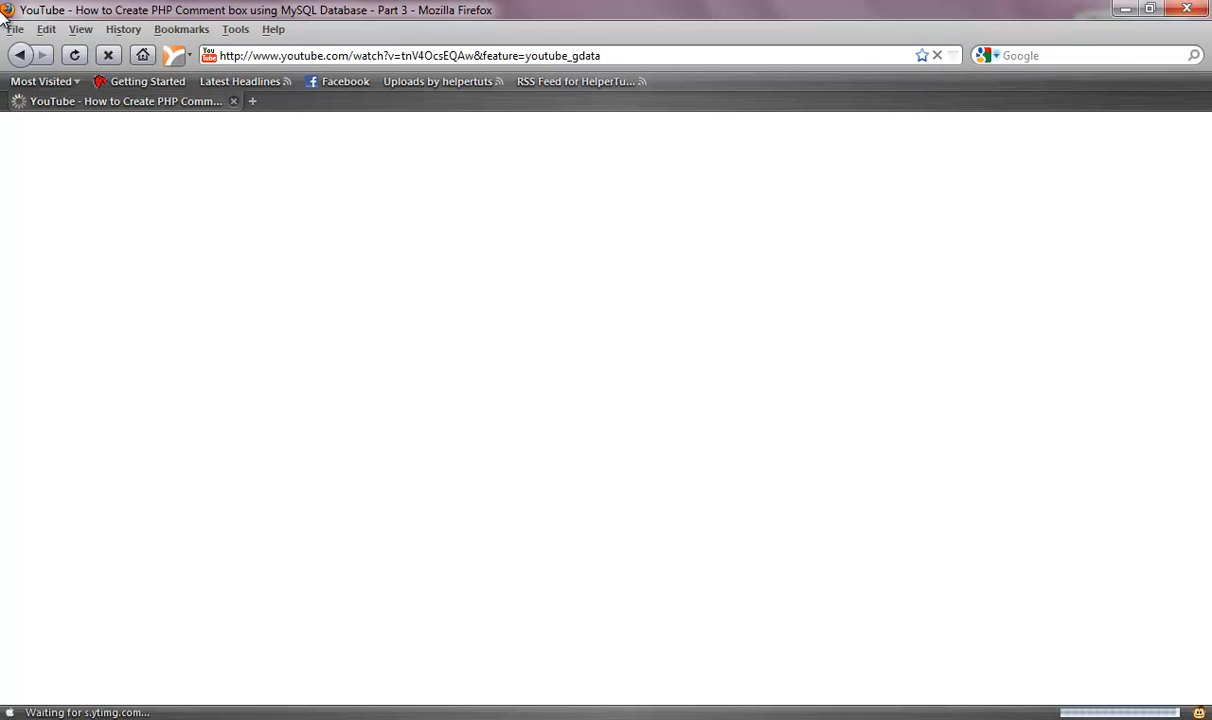 YouTube - How to Create PHP Comment box using MySQL Database - Part 3 - Mozilla Firefox
File Edit View History Bookmarks Tools Help
You Tube http://www.youtube.com/watch?v=tnV4OcsEQAw&feature=youtube_gdata Google
Most Visited Getting Started Latest Headlines Facebook Uploads by helpertuts RSS Feed for HelperTu...
YouTube - How to Create PHP Comm...
Waiting for s.ytimg.com...